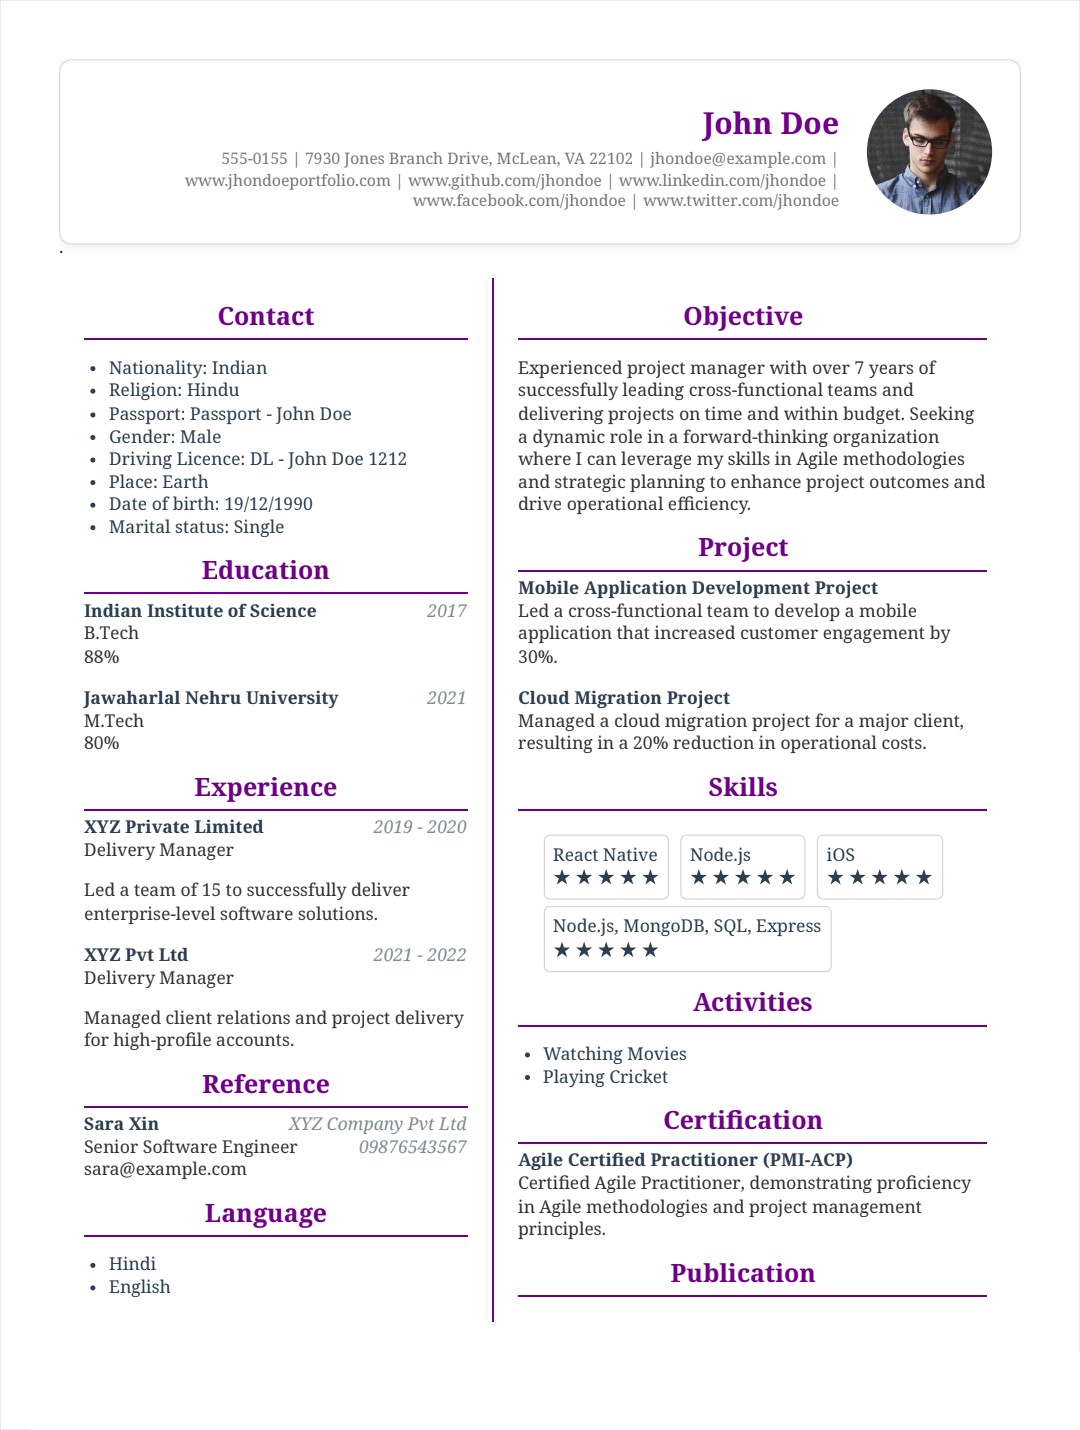 John Doe
555-0155 | 7930 Jones Branch Drive, McLean, VA 22102 | jhondoe@example.com |
www.jhondoeportfolio.com | www.github.com/jhondoe | www.linkedin.com/jhondoe |
www.facebook.com/jhondoe | www.twitter.com/jhondoe
.
Contact
• Nationality: Indian
• Religion: Hindu
• Passport: Passport - John Doe
• Gender: Male
• Driving Licence: DL - John Doe 1212
• Place: Earth
• Date of birth: 19/12/1990
• Marital status: Single
Education
Indian Institute of Science 2017
B.Tech
88%
Jawaharlal Nehru University 2021
M.Tech
80%
Experience
XYZ Private Limited 2019 - 2020
Delivery Manager
Led a team of 15 to successfully deliver
enterprise-level software solutions.
XYZ Pvt Ltd 2021 - 2022
Delivery Manager
Managed client relations and project delivery
for high-profile accounts.
Reference
Sara Xin XYZ Company Pvt Ltd
Senior Software Engineer 09876543567
sara@example.com
Language
• Hindi
• English
Objective
Experienced project manager with over 7 years of
successfully leading cross-functional teams and
delivering projects on time and within budget. Seeking
a dynamic role in a forward-thinking organization
where I can leverage my skills in Agile methodologies
and strategic planning to enhance project outcomes and
drive operational efficiency.
Project
Mobile Application Development Project
Led a cross-functional team to develop a mobile
application that increased customer engagement by
30%.
Cloud Migration Project
Managed a cloud migration project for a major client,
resulting in a 20% reduction in operational costs.
Skills
React Native Node.js iOS
★★★★★ ★★★★★ ★★★★★
Node.js, MongoDB, SQL, Express
★★★★★
Activities
• Watching Movies
• Playing Cricket
Certification
Agile Certified Practitioner (PMI-ACP)
Certified Agile Practitioner, demonstrating proficiency
in Agile methodologies and project management
principles.
Publication